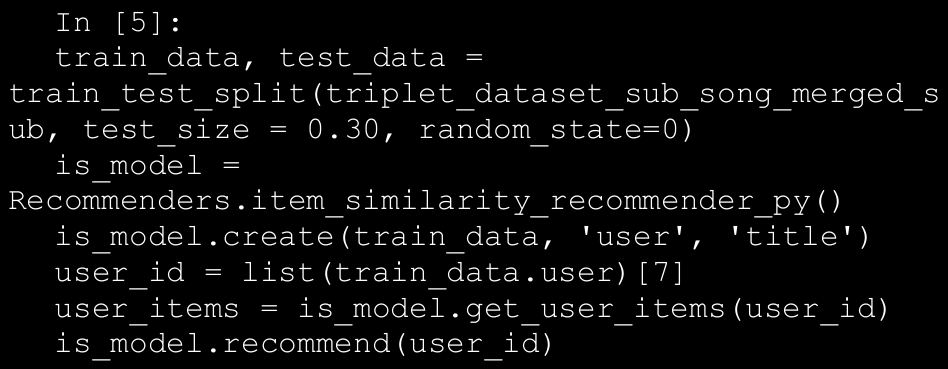 In [5]:
train_data, test_data =
train_test_split(triplet_dataset_sub_song_merged_s
ub, test_size = 0.30, random_state=0)
is_model =
Recommenders.item_similarity_recommender_py()
is_model.create(train_data, 'user', 'title')
user_id = list(train_data.user)[7]
user_items = is_model.get_user_items(user_id)
is_model.recommend(user_id)